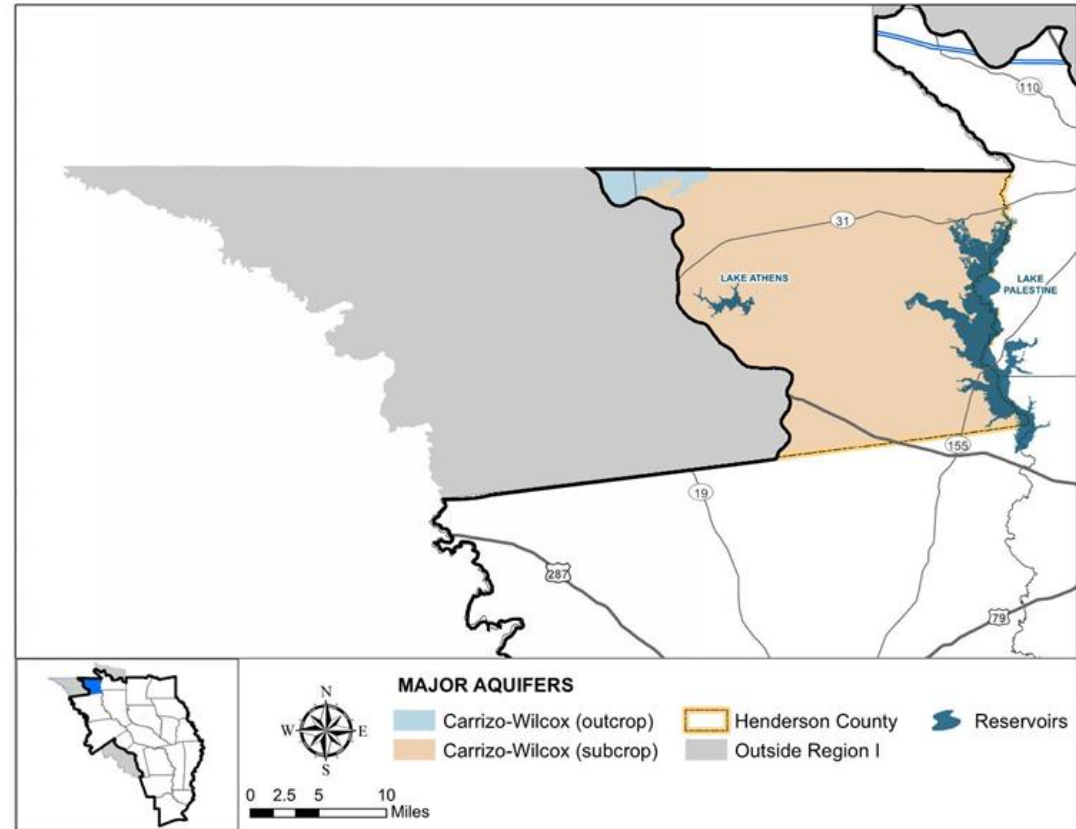 110
31
LAKE ATHENS
LAKE
PALESTINE
155
19
287
79
N
W E
S
0 2.5 5 10
Miles
MAJOR AQUIFERS
Carrizo-Wilcox (outcrop)
Carrizo-Wilcox (subcrop)
Henderson County
Outside Region I
Reservoirs